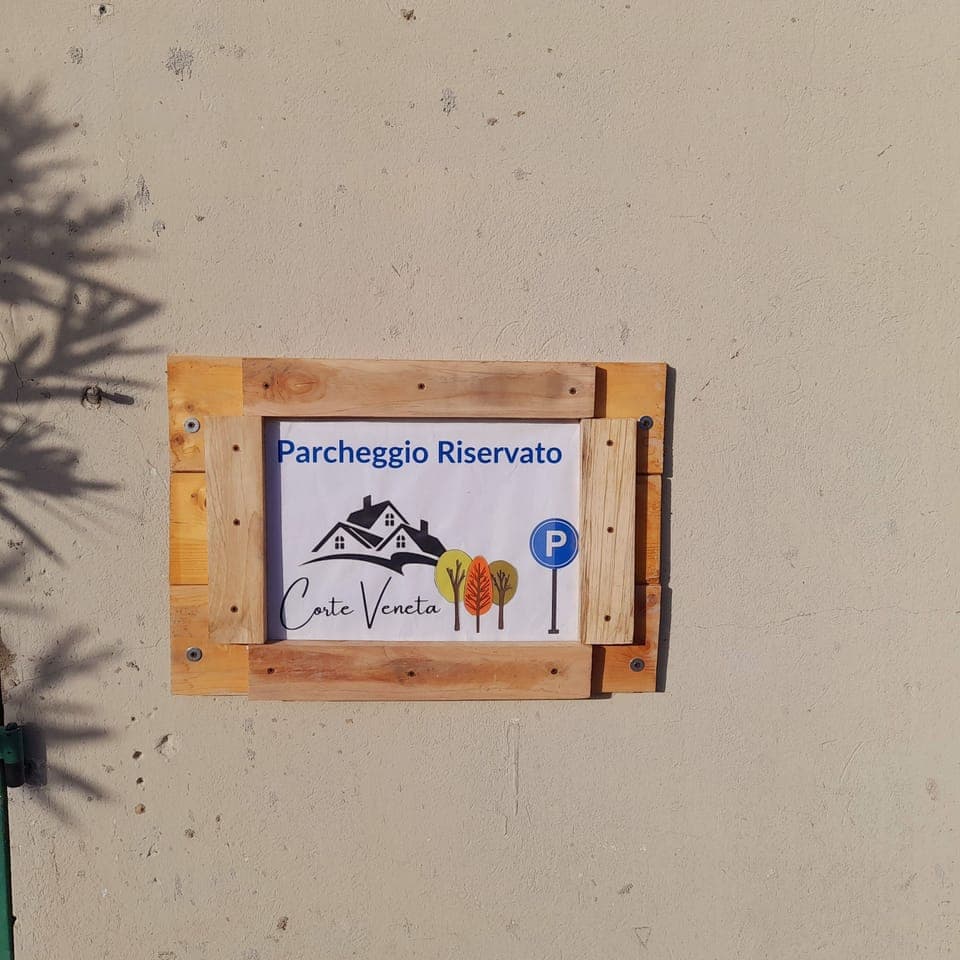 Parcheggio Riservato
P
Corte Veneta